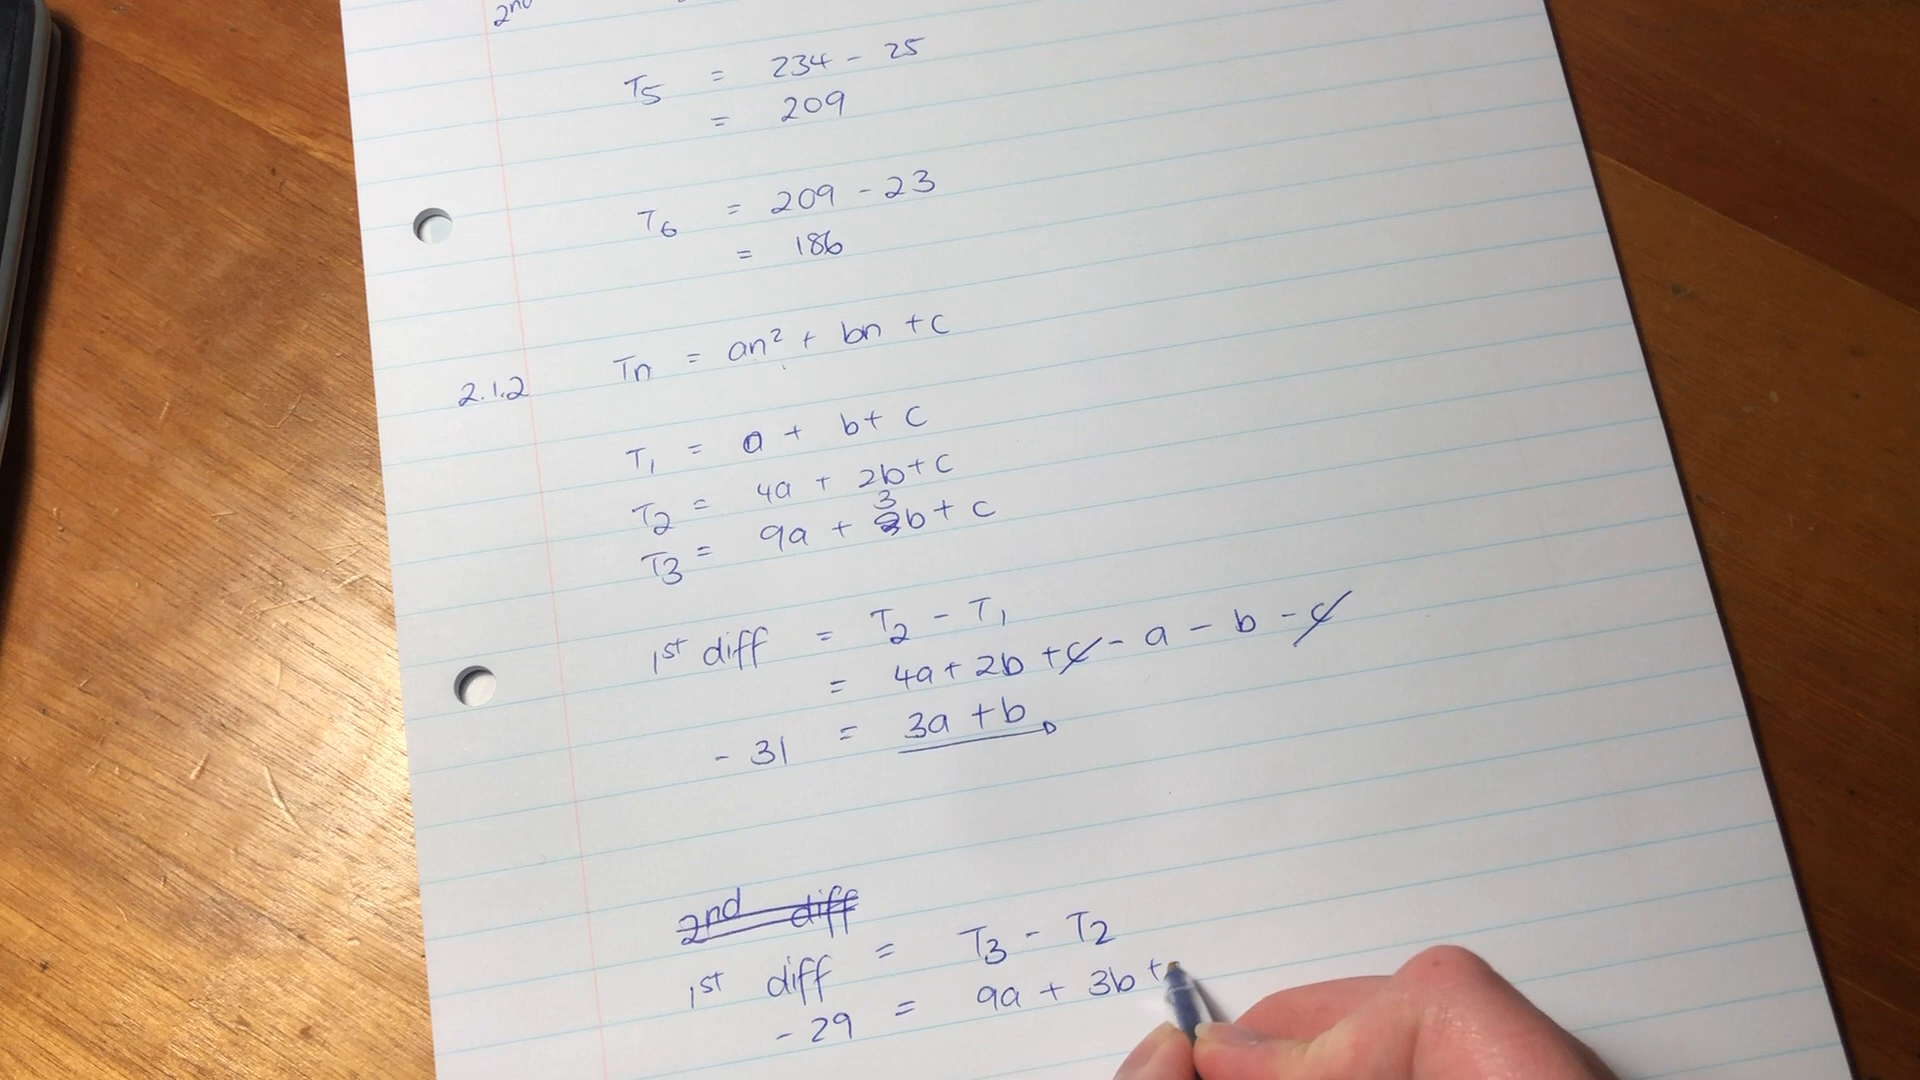 2nd
T5 = 234 - 25
= 209
T6 = 209 - 23
= 186
2.1.2 Tn = an² + bn + c
T1 = a + b + c
T2 = 4a + 2b + c
T3 = 9a + 3b + c
1st diff = T2 - T1
= 4a + 2b + c - a - b - c
- 31 = 3a + b
2nd diff
1st diff = T3 - T2
- 29 = 9a + 3b +